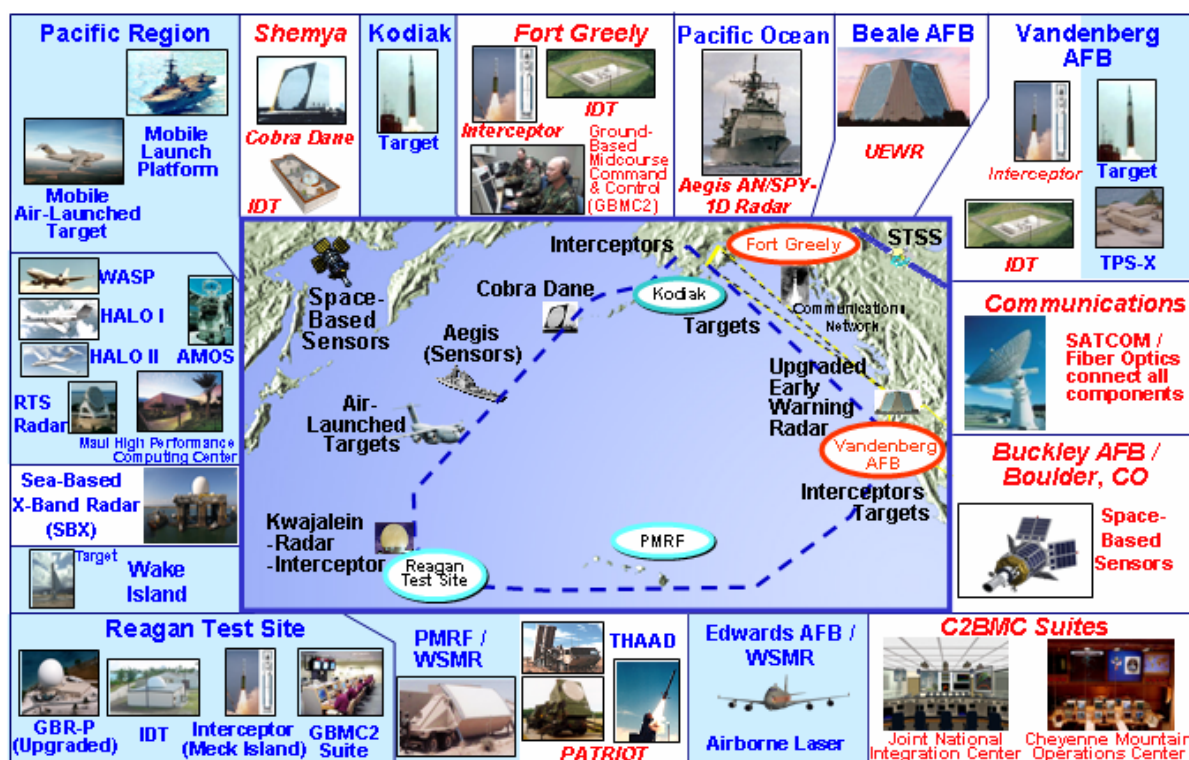 Pacific Region
Mobile
Launch
Platform
Mobile
Air-Launched
Target
Shemya
Cobra Dane
IDT
Kodiak
Target
Fort Greely
Interceptor
IDT
Ground-
Based
Midcourse
Command
& Control
(GBMC2)
Pacific Ocean
Aegis AN/SPY-
1D Radar
Beale AFB
UEWR
Vandenberg
AFB
Interceptor
Target
IDT
TPS-X
WASP
HALO I
HALO II
AMOS
RTS
Radar
Maui High Performance
Computing Center
Sea-Based
X-Band Radar
(SBX)
Target
Wake
Island
Space-
Based
Sensors
Interceptors
Fort Greely
STSS
Cobra Dane
Kodiak
Targets
Communications
Network
Aegis
(Sensors)
Upgraded
Early
Warning
Radar
Air-
Launched
Targets
Vandenberg
AFB
Interceptors
Targets
Kwajalein
-Radar
-Interceptor
Reagan
Test Site
PMRF
Communications
SATCOM /
Fiber Optics
connect all
components
Buckley AFB /
Boulder, CO
Space-
Based
Sensors
Reagan Test Site
GBR-P
(Upgraded)
IDT
Interceptor
(Meck Island)
GBMC2
Suite
PMRF /
WSMR
THAAD
PATRIOT
Edwards AFB /
WSMR
Airborne Laser
C2BMC Suites
Joint National
Integration Center
Cheyenne Mountain
Operations Center